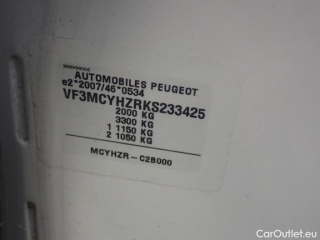 AUTOMOBILES PEUGEOT
e2*2007/46*0534
VF3MCYHZRKS233425
2000 KG
3300 KG
1 1150 KG
2 1050 KG
MCYHZR-C2B000
CarOutlet.eu